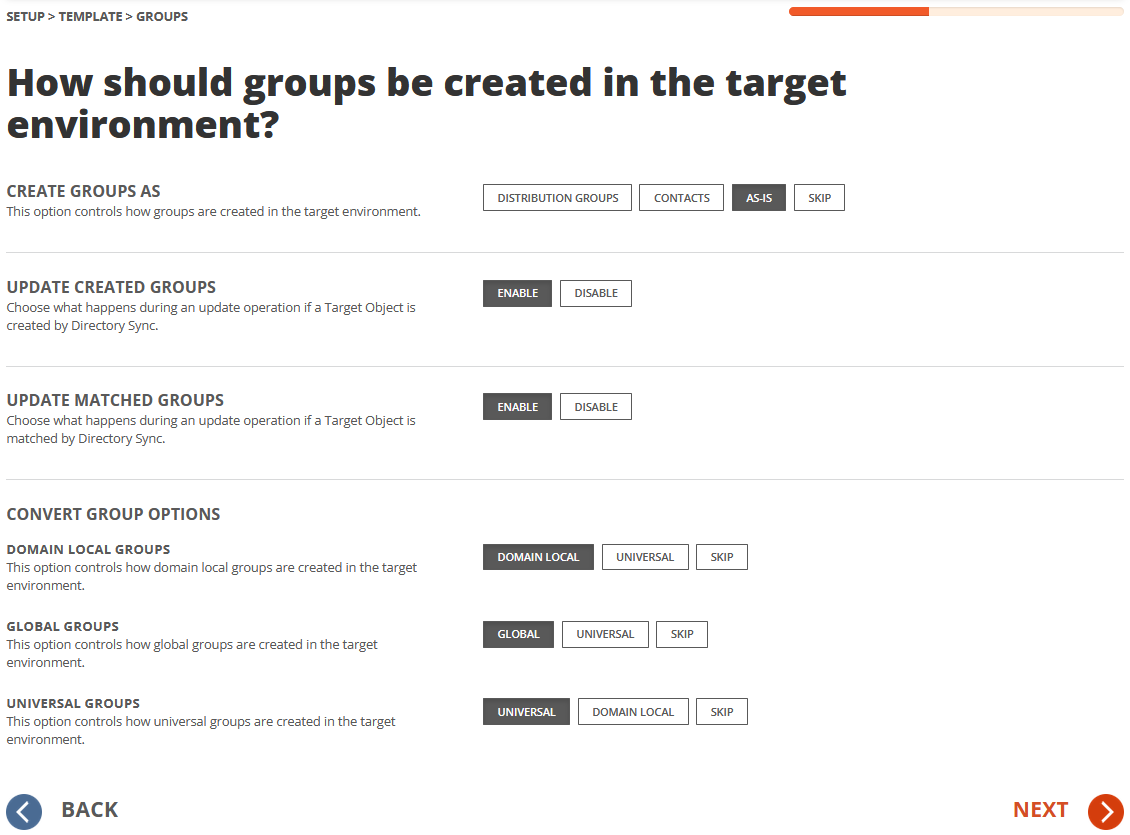 SETUP > TEMPLATE > GROUPS
How should groups be created in the target
environment?
CREATE GROUPS AS
This option controls how groups are created in the target environment.
DISTRIBUTION GROUPS CONTACTS AS-IS SKIP
UPDATE CREATED GROUPS
Choose what happens during an update operation if a Target Object is
created by Directory Sync.
ENABLE DISABLE
UPDATE MATCHED GROUPS
Choose what happens during an update operation if a Target Object is
matched by Directory Sync.
ENABLE DISABLE
CONVERT GROUP OPTIONS
DOMAIN LOCAL GROUPS
This option controls how domain local groups are created in the target
environment.
DOMAIN LOCAL UNIVERSAL SKIP
GLOBAL GROUPS
This option controls how global groups are created in the target
environment.
GLOBAL UNIVERSAL SKIP
UNIVERSAL GROUPS
This option controls how universal groups are created in the target
environment.
UNIVERSAL DOMAIN LOCAL SKIP
BACK
NEXT